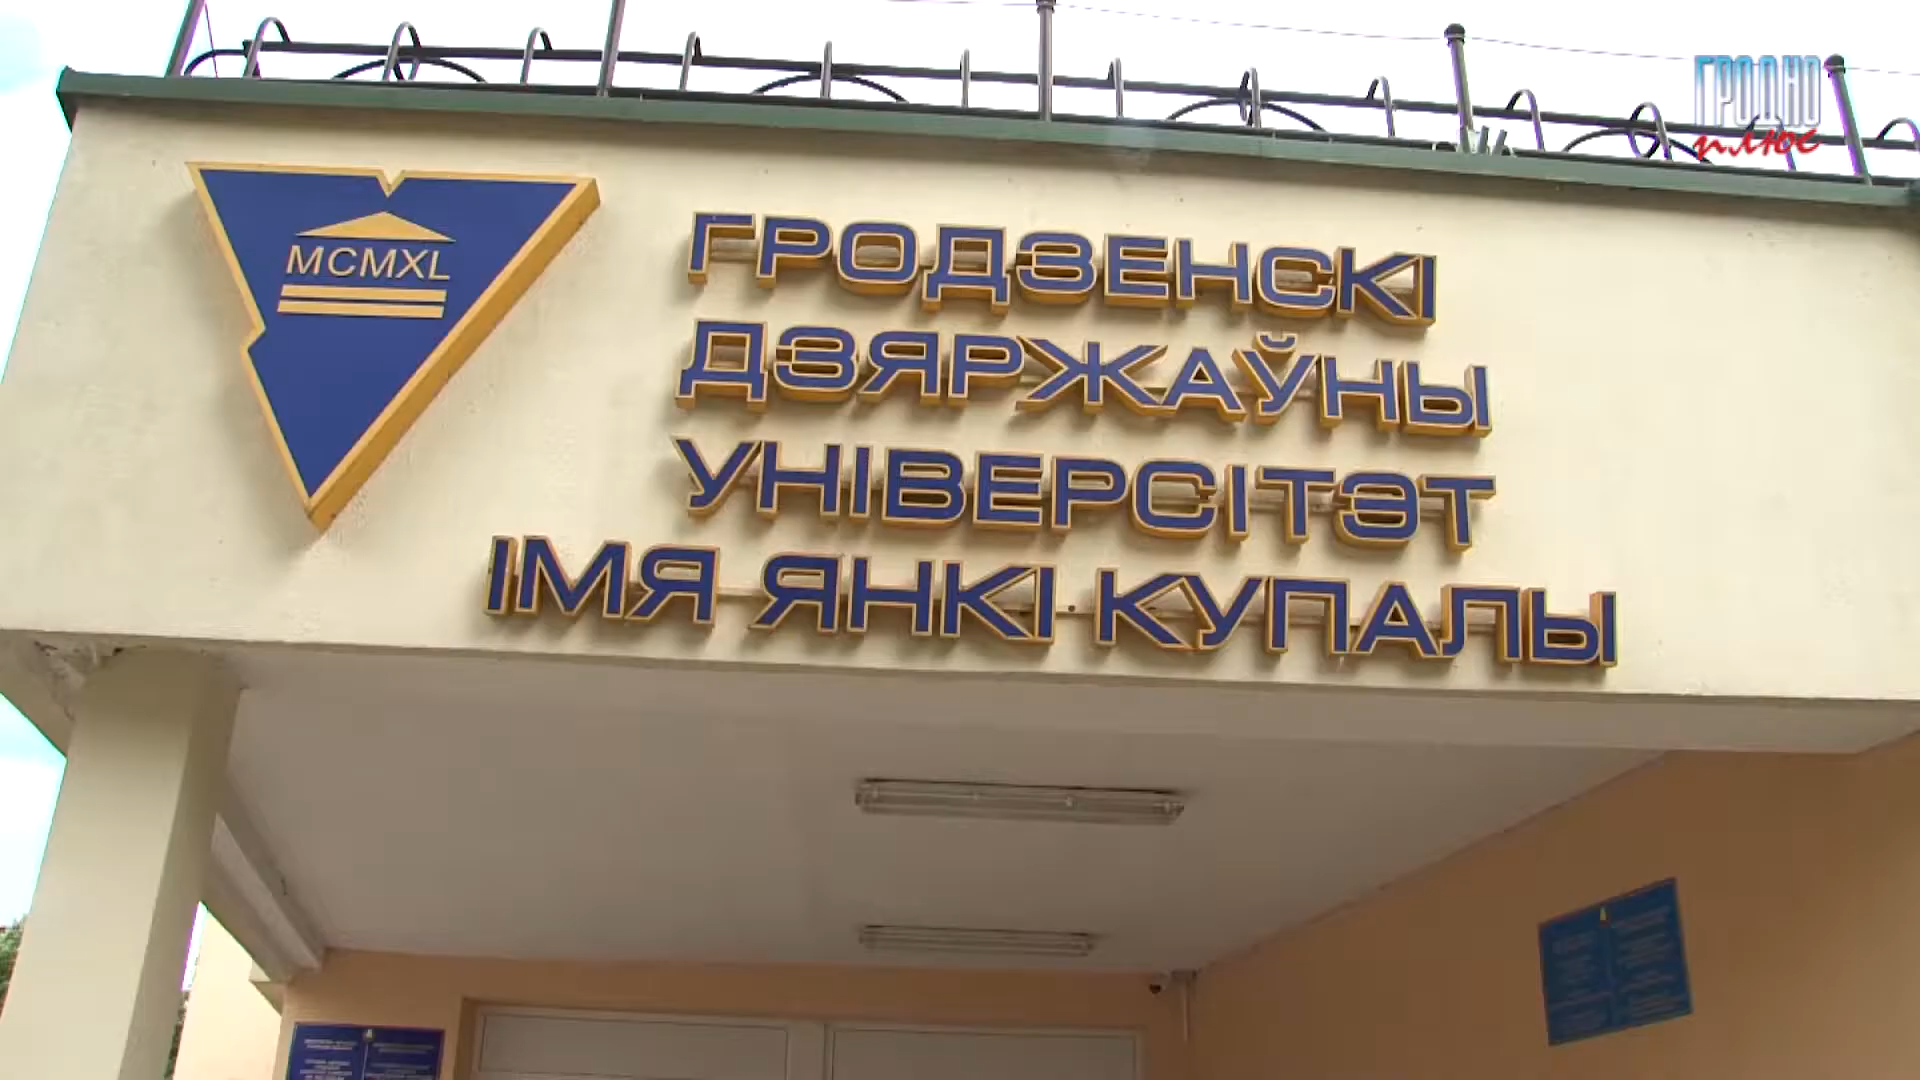 ГРОДНО
плюс
MCMXL
ГРОДЗЕНСКІ
ДЗЯРЖАЎНЫ
УНІВЕРСІТЭТ
ІМЯ ЯНКІ КУПАЛЫ